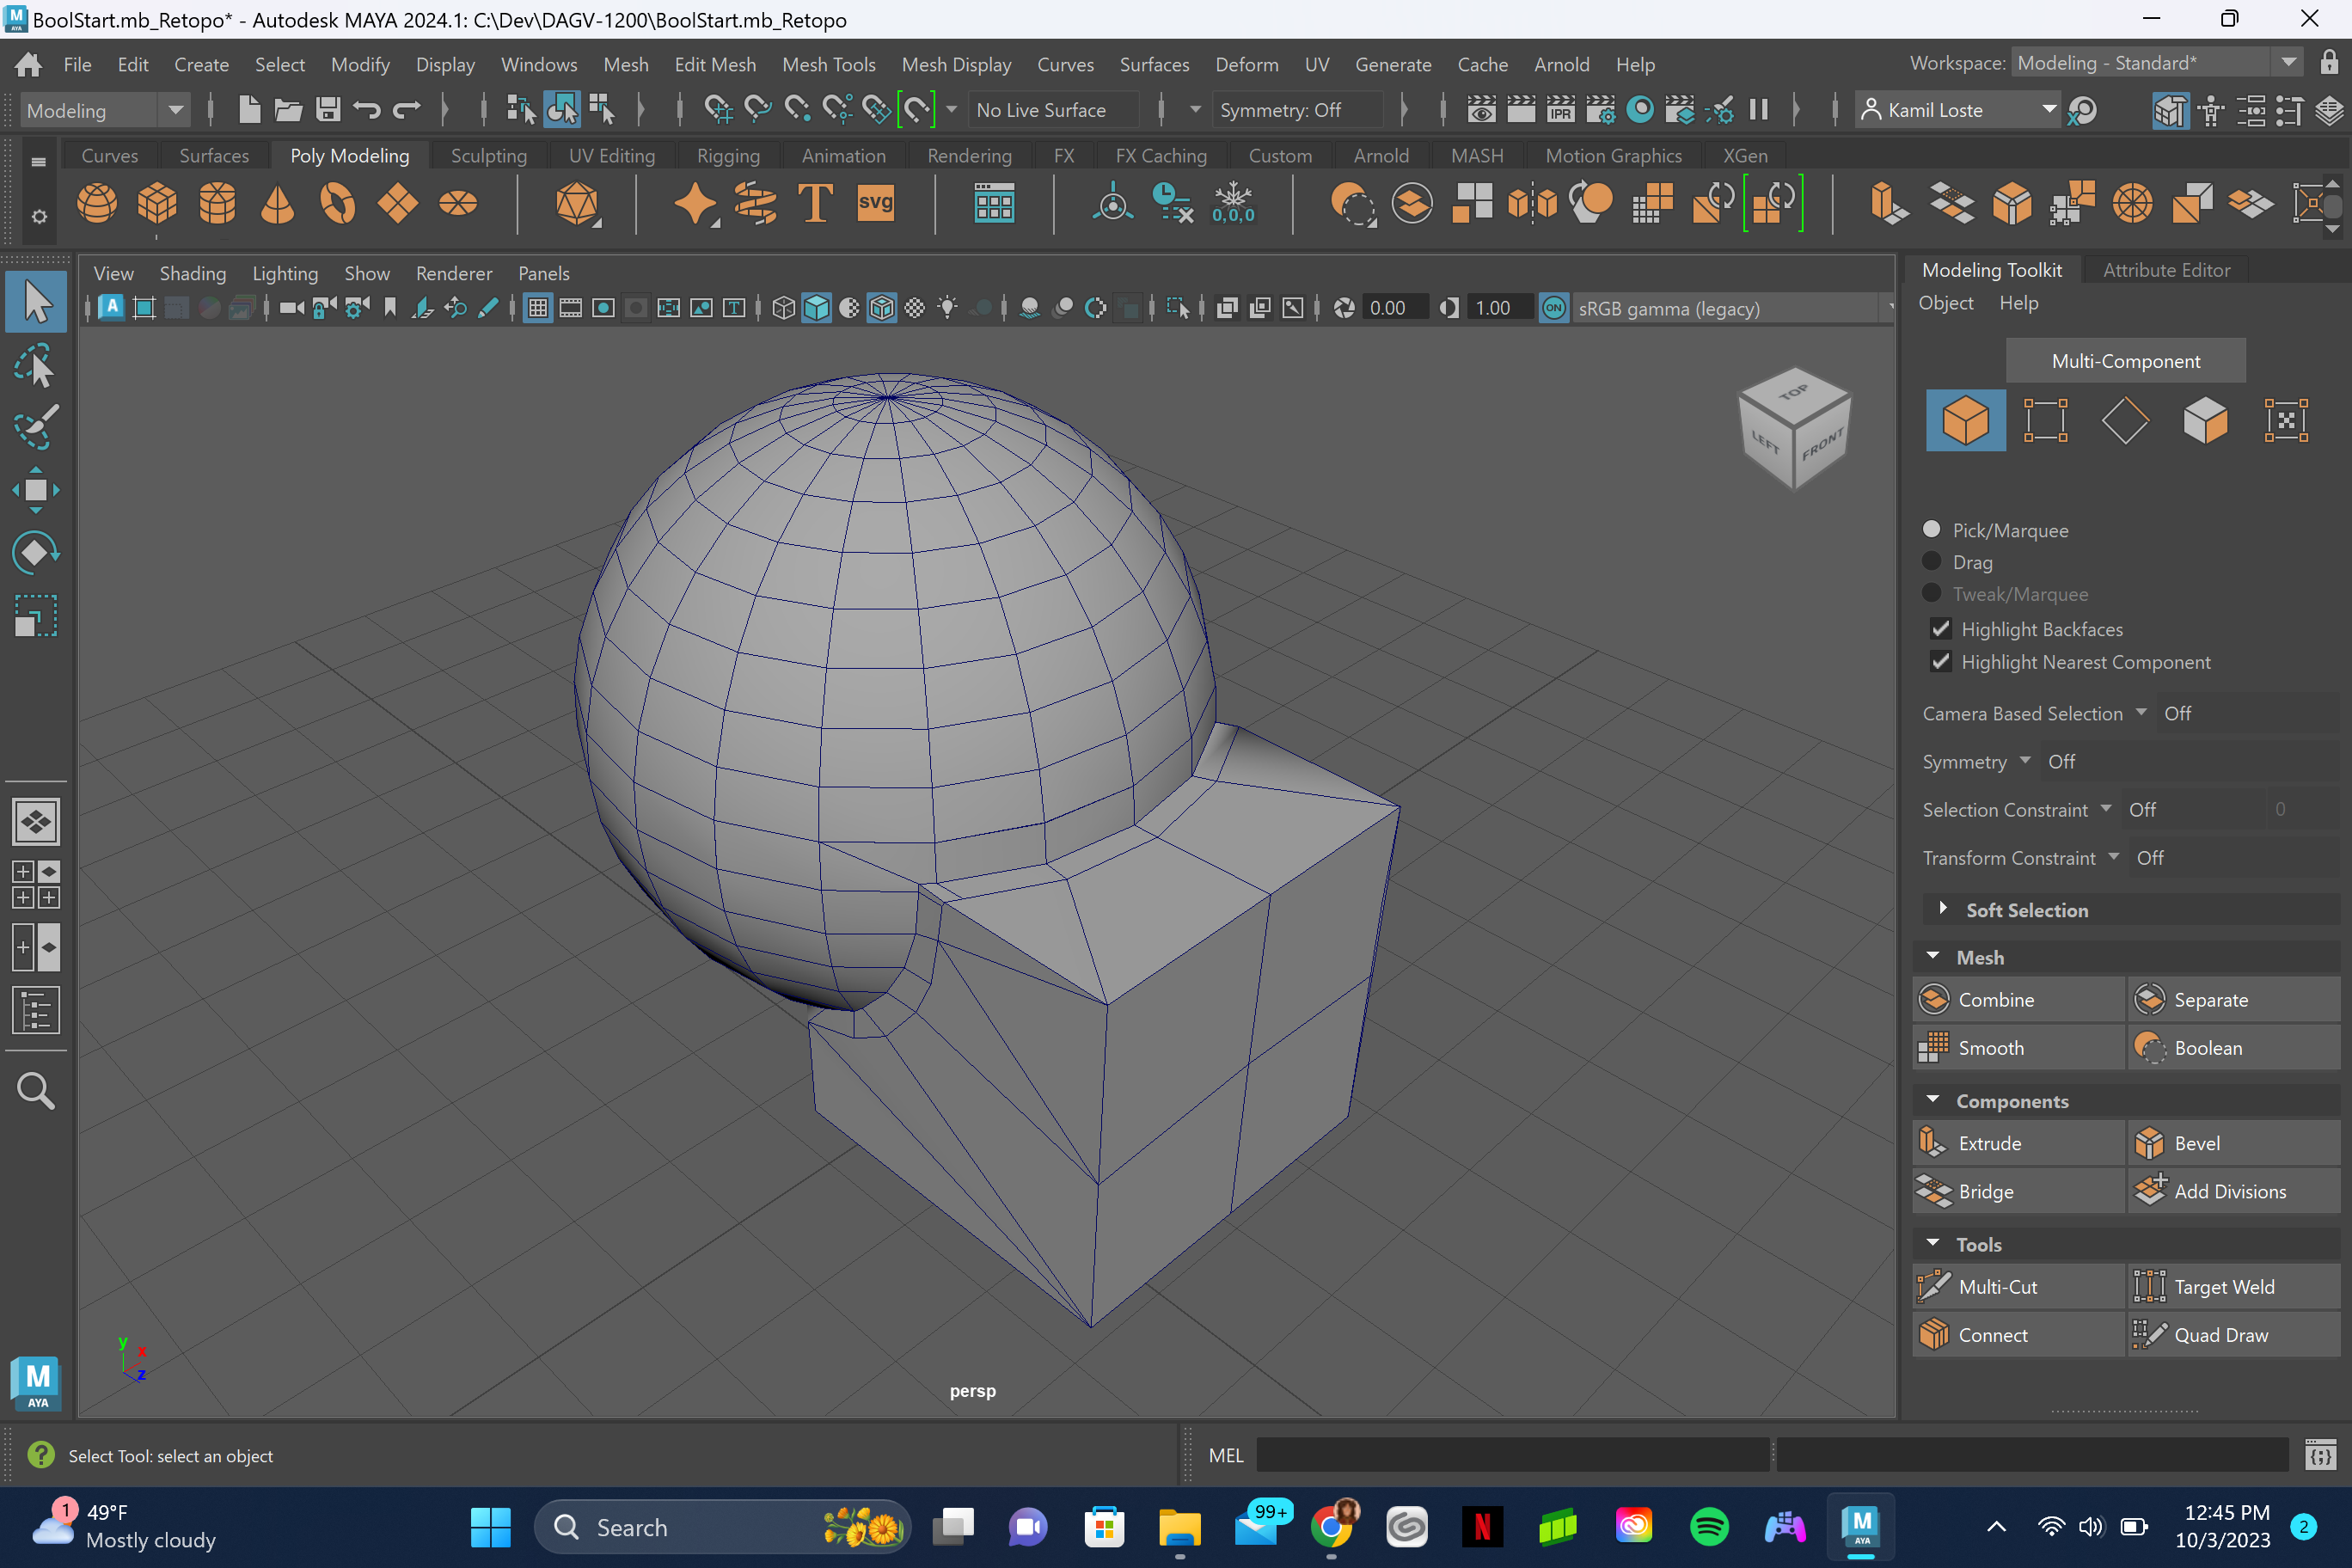 BoolStart.mb_Retopo* - Autodesk MAYA 2024.1: C:\Dev\DAGV-1200\BoolStart.mb_Retopo
File Edit Create Select Modify Display Windows Mesh Edit Mesh Mesh Tools Mesh Display Curves Surfaces Deform UV Generate Cache Arnold Help Workspace: Modeling - Standard*
Modeling No Live Surface Symmetry: Off IPR Kamil Loste
Curves Surfaces Poly Modeling Sculpting UV Editing Rigging Animation Rendering FX FX Caching Custom Arnold MASH Motion Graphics XGen
T svg 0,0,0
View Shading Lighting Show Renderer Panels
0.00 1.00 ON sRGB gamma (legacy)
Modeling Toolkit Attribute Editor
Object Help
Multi-Component
TOP
LEFT FRONT
Pick/Marquee
Drag
Tweak/Marquee
Highlight Backfaces
Highlight Nearest Component
Camera Based Selection Off
Symmetry Off
Selection Constraint Off 0
Transform Constraint Off
Soft Selection
Mesh
Combine Separate
Smooth Boolean
Components
Extrude Bevel
Bridge Add Divisions
Tools
Multi-Cut Target Weld
Connect Quad Draw
y x z
persp
M
AYA
Select Tool: select an object
MEL
1 49°F
Mostly cloudy
Search
99+
N
M
AYA
12:45 PM
10/3/2023
2